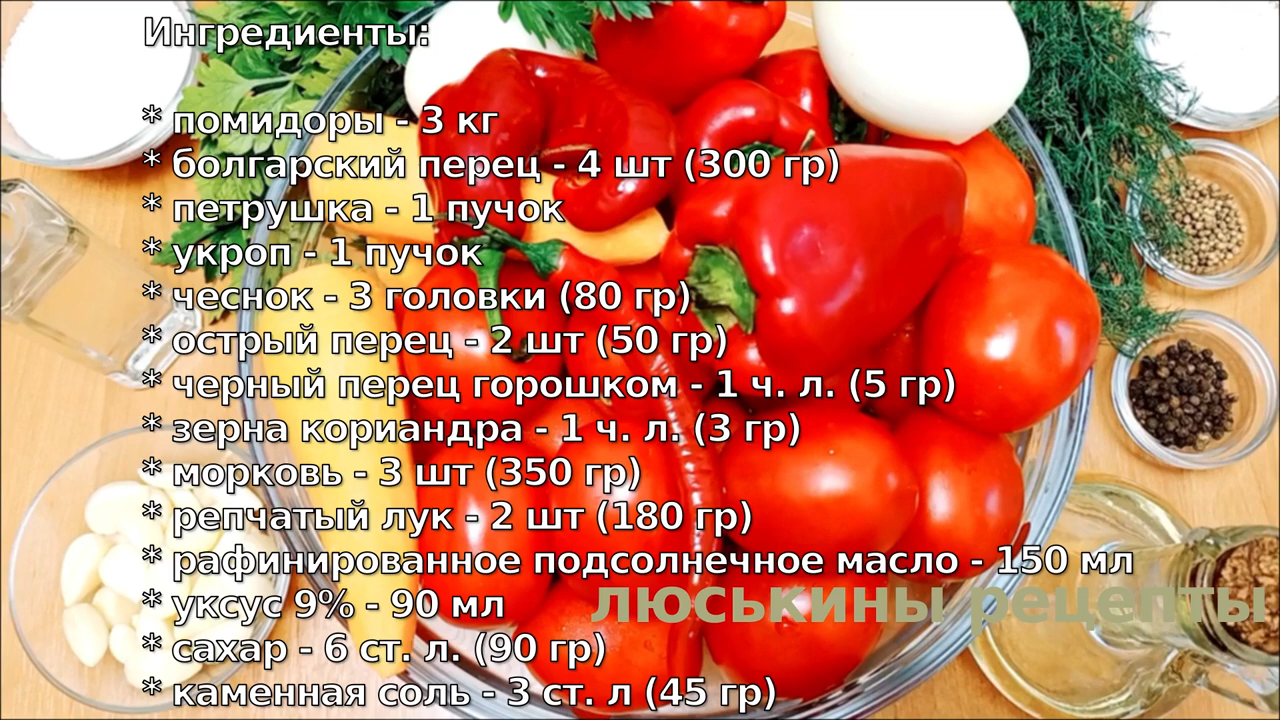 Ингредиенты:
* помидоры - 3 кг
* болгарский перец - 4 шт (300 гр)
* петрушка - 1 пучок
* укроп - 1 пучок
* чеснок - 3 головки (80 гр)
* острый перец - 2 шт (50 гр)
* черный перец горошком - 1 ч. л. (5 гр)
* зерна кориандра - 1 ч. л. (3 гр)
* морковь - 3 шт (350 гр)
* репчатый лук - 2 шт (180 гр)
* рафинированное подсолнечное масло - 150 мл
люськины рецепты
* уксус 9% - 90 мл
* сахар - 6 ст. л. (90 гр)
* каменная соль - 3 ст. л (45 гр)